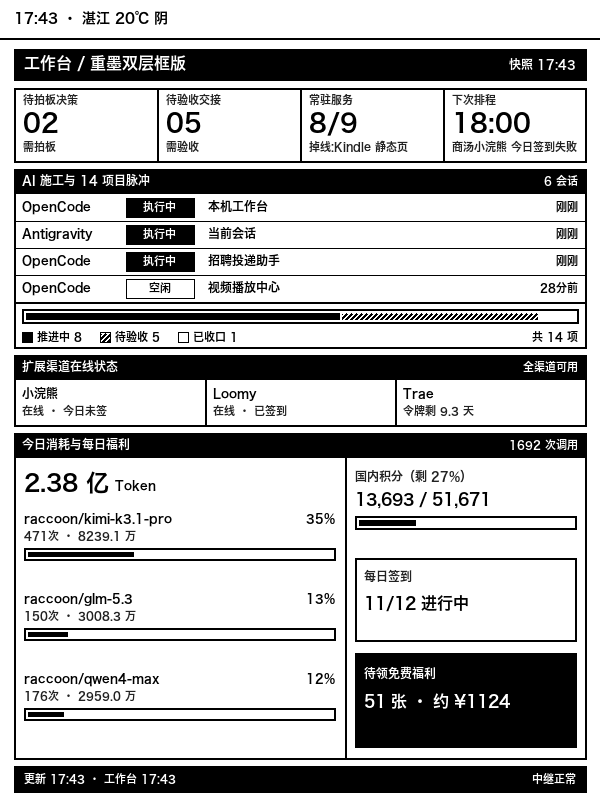 17:43 · 湛江 20℃ 阴
工作台 / 重墨双层框版 快照 17:43
待拍板决策 待验收交接 常驻服务 下次排程
02 05 8/9 18:00
需拍板 需验收 掉线:Kindle 静态页 商汤小浣熊 今日签到失败
AI 施工与 14 项目脉冲 6 会话
OpenCode 执行中 本机工作台 刚刚
Antigravity 执行中 当前会话 刚刚
OpenCode 执行中 招聘投递助手 刚刚
OpenCode 空闲 视频播放中心 28分前
推进中 8 待验收 5 已收口 1 共 14 项
扩展渠道在线状态 全渠道可用
小浣熊 Loomy Trae
在线 · 今日未签 在线 · 已签到 令牌剩 9.3 天
今日消耗与每日福利 1692 次调用
2.38 亿 Token
raccoon/kimi-k3.1-pro 35%
471次 · 8239.1 万
raccoon/glm-5.3 13%
150次 · 3008.3 万
raccoon/qwen4-max 12%
176次 · 2959.0 万
国内积分（剩 27%）
13,693 / 51,671
每日签到
11/12 进行中
待领免费福利
51 张 · 约 ¥1124
更新 17:43 · 工作台 17:43 中继正常